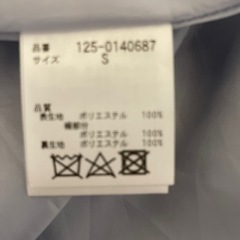 品番 125-0140687
サイズ S
品質
表生地 ポリエステル 100%
ポリエステル 100%
裏生地 ポリエステル 100%